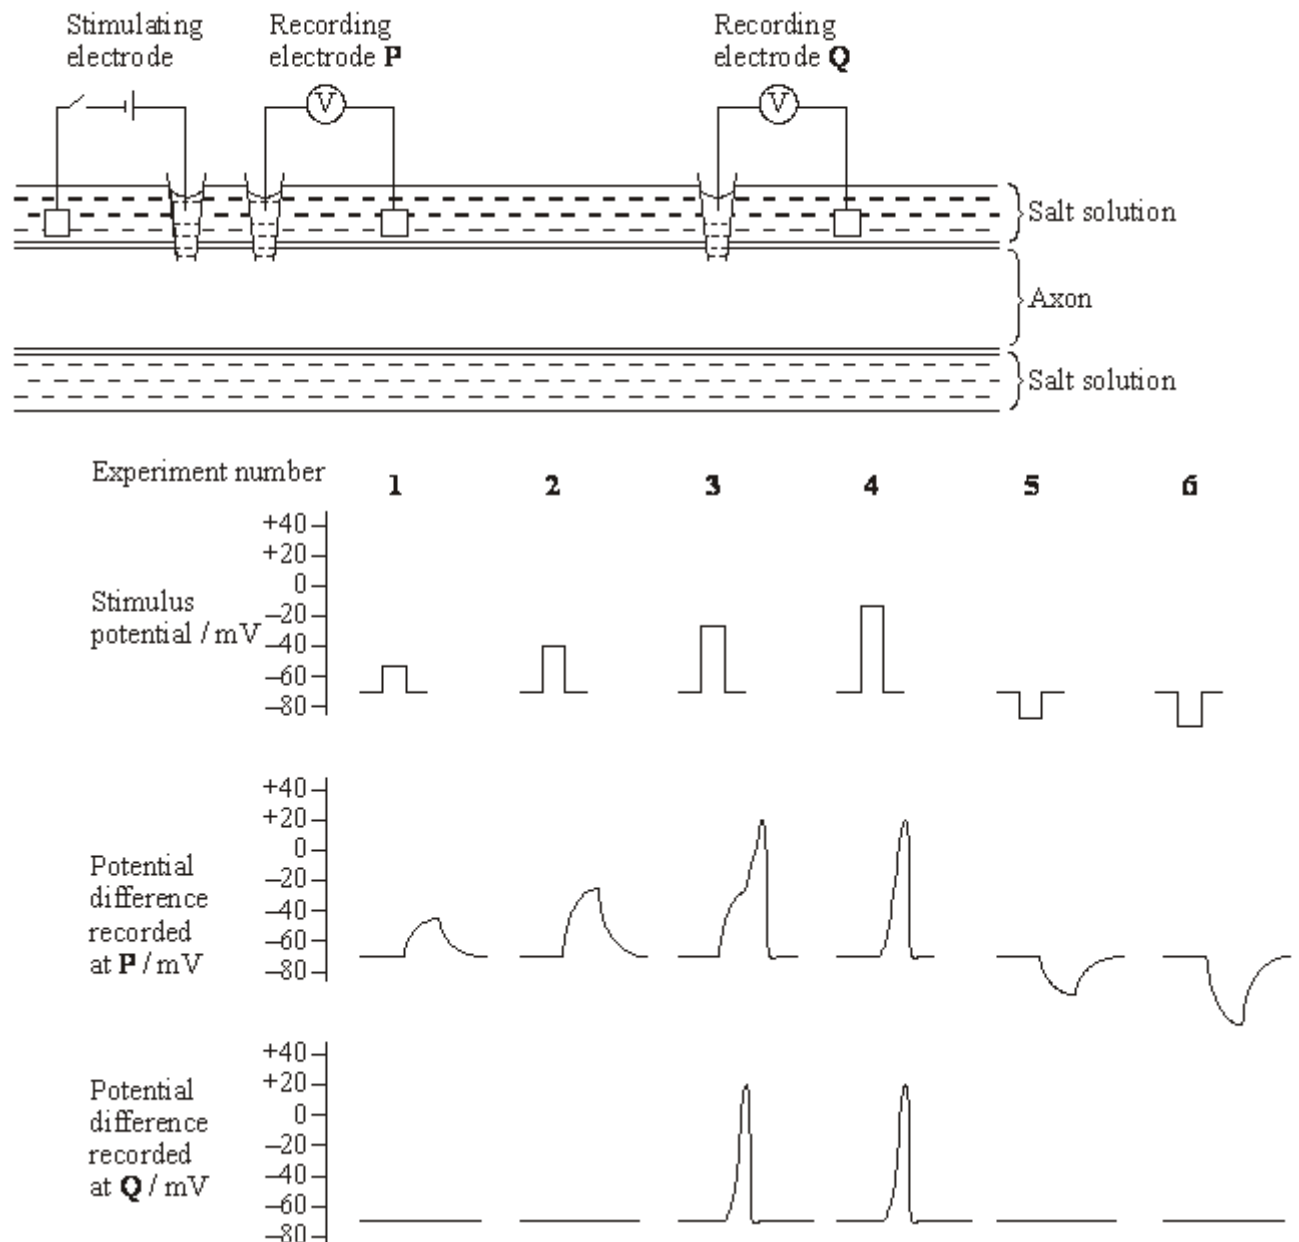 Stimulating electrode
Recording electrode P
Recording electrode Q
V
V
Salt solution
Axon
Salt solution
Experiment number 1 2 3 4 5 6
+40
+20
0
–20
–40
–60
–80
Stimulus
potential / mV
+40
+20
0
–20
–40
–60
–80
Potential
difference
recorded
at P / mV
+40
+20
0
–20
–40
–60
–80
Potential
difference
recorded
at Q / mV